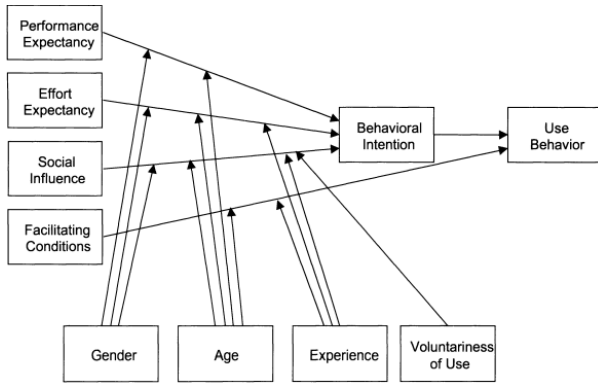 Performance
Expectancy
Effort
Expectancy
Social
Influence
Facilitating
Conditions
Behavioral
Intention
Use
Behavior
Gender
Age
Experience
Voluntariness
of Use